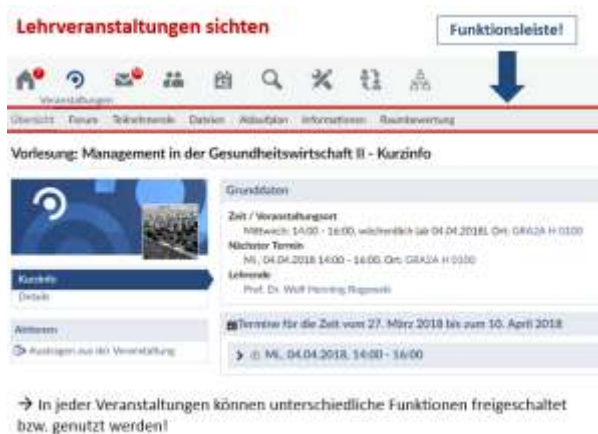 Lehrveranstaltungen sichten
Funktionsleiste!
Veranstaltungen
Übersicht Forum Teilnehmende Dateien Ablaufplan Informationen Raumbewertung
Vorlesung: Management in der Gesundheitswirtschaft II - Kurzinfo
Grunddaten
Zeit / Veranstaltungsort
Mittwoch: 14:00 - 16:00, wöchentlich (ab 04.04.2018), Ort: GRA2A H 0100
Nächster Termin
Mi., 04.04.2018 14:00 - 16:00, Ort: GRA2A H 0100
Lehrende
Prof. Dr. Wolf Henning Rogowski
Kurzinfo
Details
Aktionen
Austragen aus der Veranstaltung
Termine für die Zeit vom 27. März 2018 bis zum 10. April 2018
Mi., 04.04.2018, 14:00 - 16:00
→ In jeder Veranstaltungen können unterschiedliche Funktionen freigeschaltet
bzw. genutzt werden!